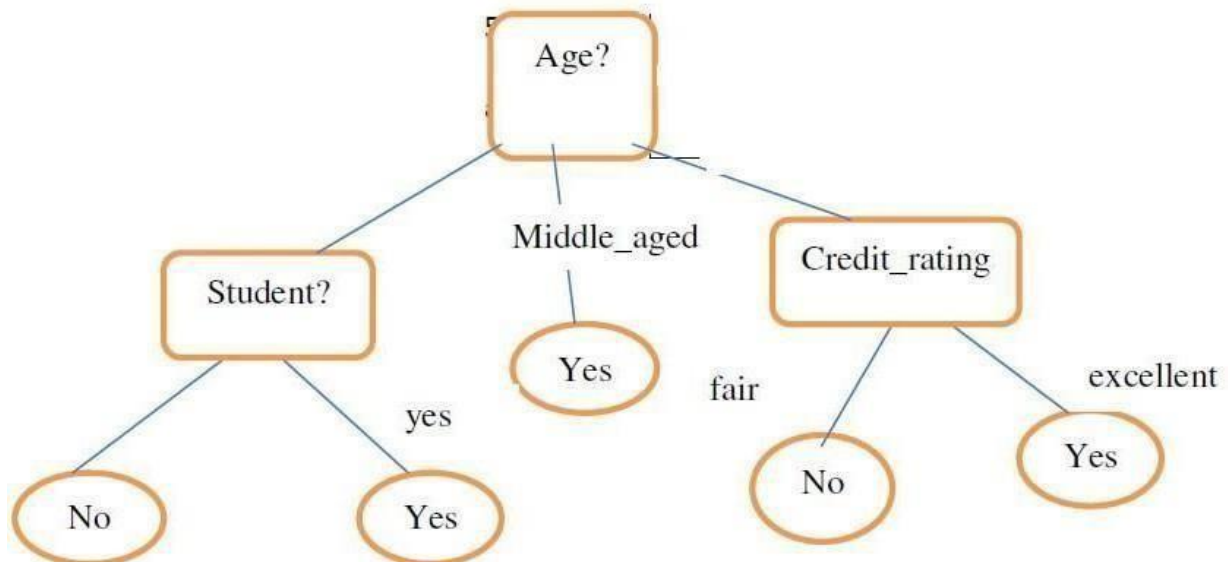 Age?
Middle_aged
Credit_rating
Student?
Yes
fair
excellent
yes
No
Yes
No
Yes